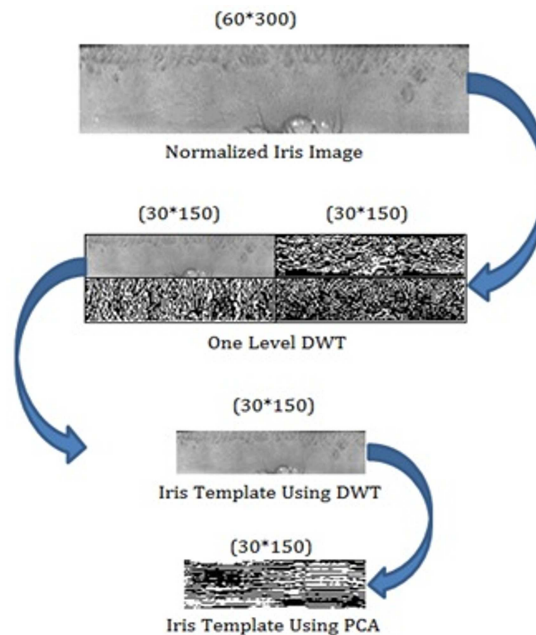 (60*300)
Normalized Iris Image
(30*150) (30*150)
One Level DWT
(30*150)
Iris Template Using DWT
(30*150)
Iris Template Using PCA